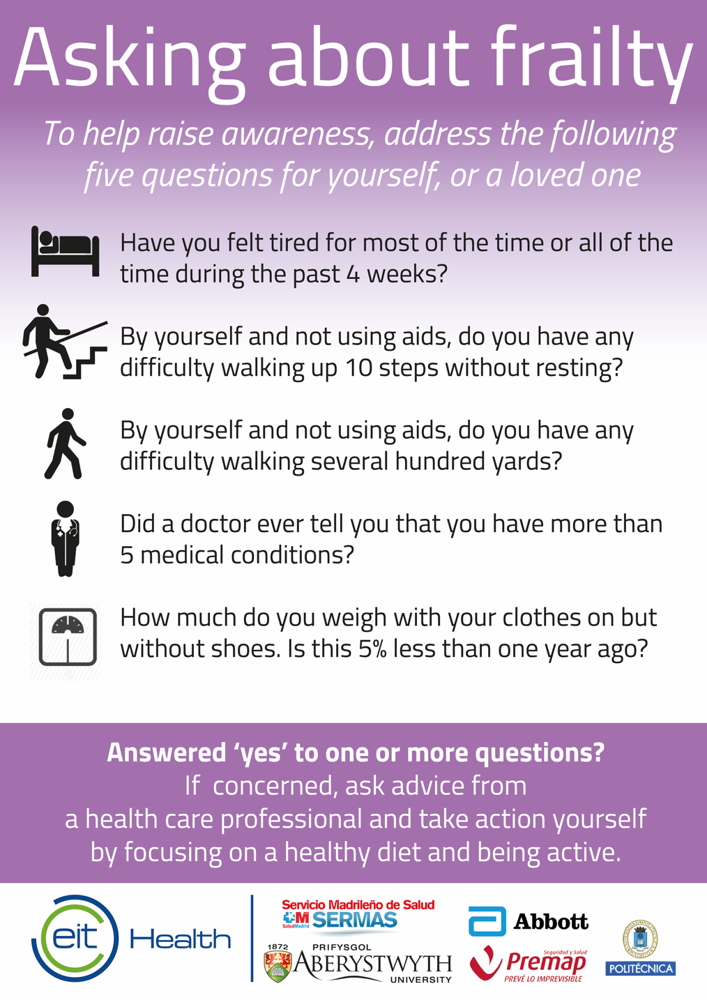 Asking about frailty
To help raise awareness, address the following
five questions for yourself, or a loved one
Have you felt tired for most of the time or all of the
time during the past 4 weeks?
By yourself and not using aids, do you have any
difficulty walking up 10 steps without resting?
By yourself and not using aids, do you have any
difficulty walking several hundred yards?
Did a doctor ever tell you that you have more than
5 medical conditions?
How much do you weigh with your clothes on but
without shoes. Is this 5% less than one year ago?
Answered ‘yes’ to one or more questions?
If concerned, ask advice from
a health care professional and take action yourself
by focusing on a healthy diet and being active.
eit Health
Servicio Madrileño de Salud
M SERMAS
SaludMadrid
1872 PRIFYSGOL
ABERYSTWYTH
UNIVERSITY
Abbott
Seguridad y Salud
Premap
PREVÉ LO IMPREVISIBLE
POLITÉCNICA